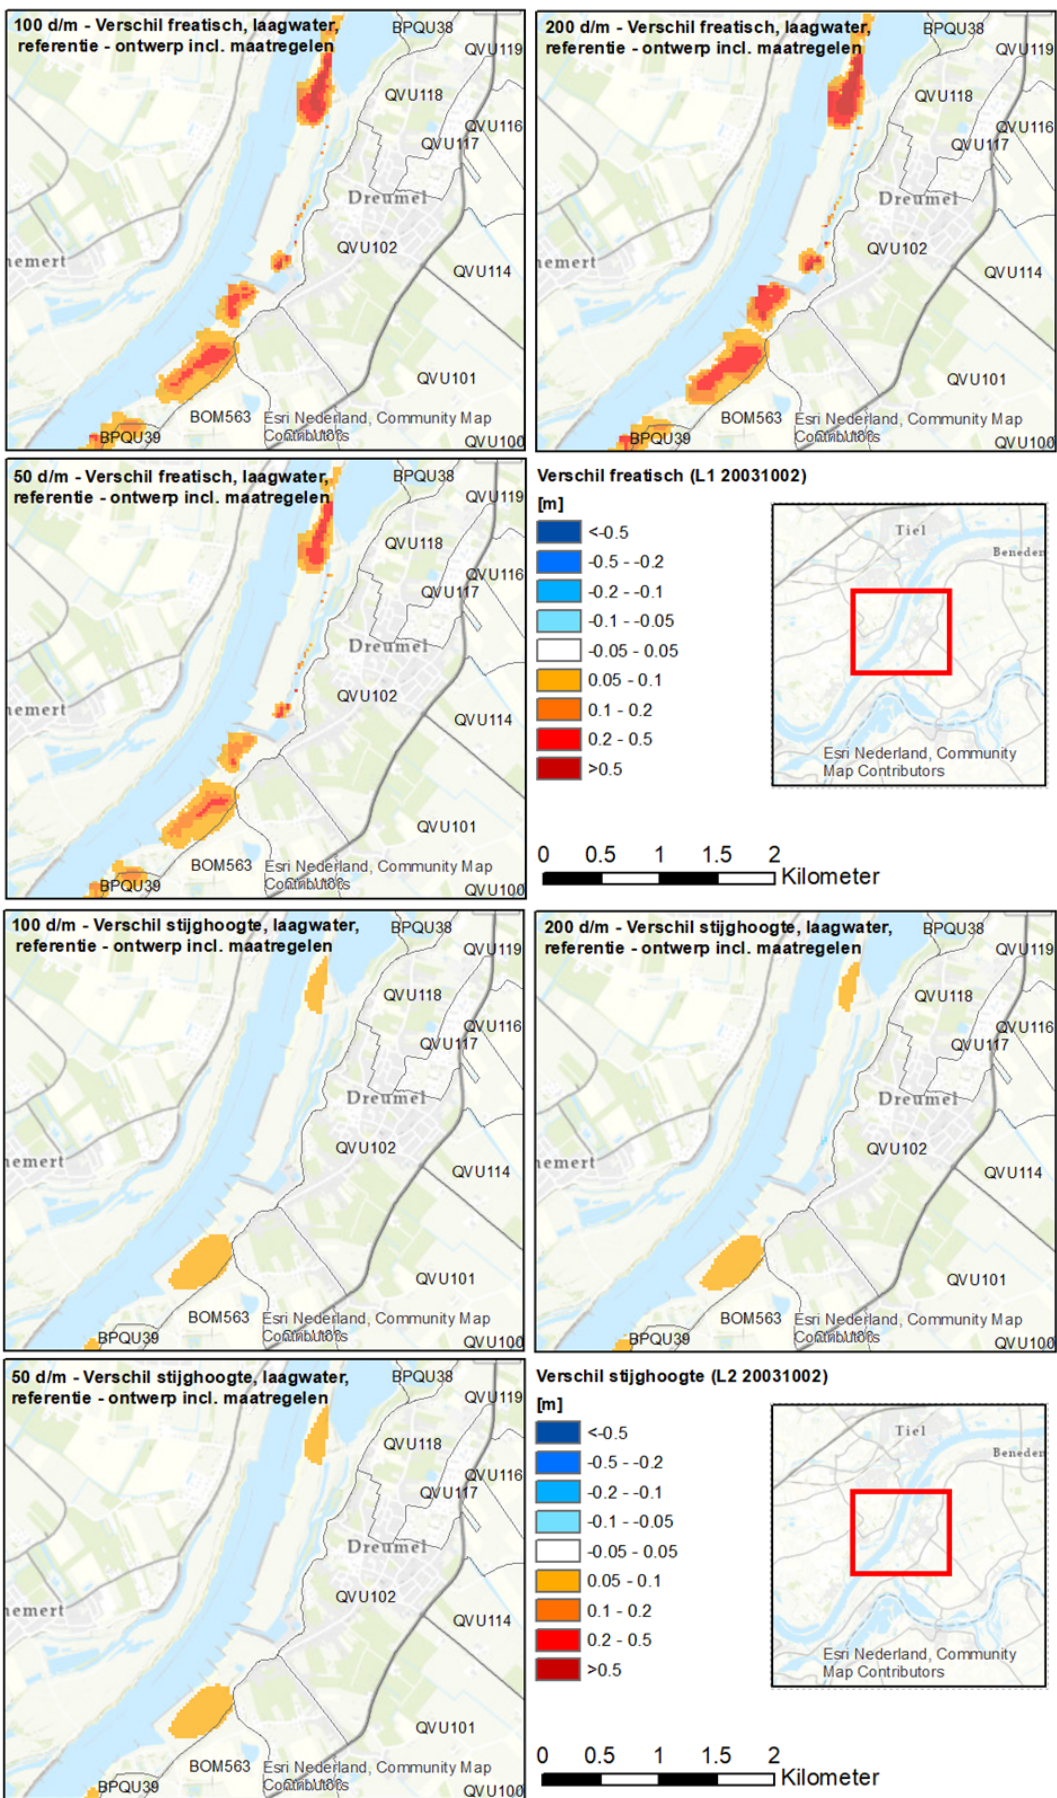 100 d/m - Verschil freatisch, laagwater,
referentie - ontwerp incl. maatregelen
BPQU38
QVU119
QVU118
QVU116
QVU117
Dreumel
QVU102
nemert
QVU114
QVU101
BOM563
Esri Nederland, Community Map
Contributors
BPQU39
QVU100
200 d/m - Verschil freatisch, laagwater,
referentie - ontwerp incl. maatregelen
BPQU38
QVU119
QVU118
QVU116
QVU117
Dreumel
QVU102
nemert
QVU114
QVU101
BOM563
Esri Nederland, Community Map
Contributors
BPQU39
QVU100
50 d/m - Verschil freatisch, laagwater,
referentie - ontwerp incl. maatregelen
BPQU38
QVU119
QVU118
QVU116
QVU117
Dreumel
QVU102
nemert
QVU114
QVU101
BOM563
Esri Nederland, Community Map
Contributors
BPQU39
QVU100
Verschil freatisch (L1 20031002)
[m]
<-0.5
-0.5 - -0.2
-0.2 - -0.1
-0.1 - -0.05
-0.05 - 0.05
0.05 - 0.1
0.1 - 0.2
0.2 - 0.5
>0.5
Tiel
Beneden
Esri Nederland, Community
Map Contributors
0 0.5 1 1.5 2
Kilometer
100 d/m - Verschil stijghoogte, laagwater,
referentie - ontwerp incl. maatregelen
BPQU38
QVU119
QVU118
QVU116
QVU117
Dreumel
QVU102
nemert
QVU114
QVU101
BOM563
Esri Nederland, Community Map
Contributors
BPQU39
QVU100
200 d/m - Verschil stijghoogte, laagwater,
referentie - ontwerp incl. maatregelen
BPQU38
QVU119
QVU118
QVU116
QVU117
Dreumel
QVU102
nemert
QVU114
QVU101
BOM563
Esri Nederland, Community Map
Contributors
BPQU39
QVU100
50 d/m - Verschil stijghoogte, laagwater,
referentie - ontwerp incl. maatregelen
BPQU38
QVU119
QVU118
QVU116
QVU117
Dreumel
QVU102
nemert
QVU114
QVU101
BOM563
Esri Nederland, Community Map
Contributors
BPQU39
QVU100
Verschil stijghoogte (L2 20031002)
[m]
<-0.5
-0.5 - -0.2
-0.2 - -0.1
-0.1 - -0.05
-0.05 - 0.05
0.05 - 0.1
0.1 - 0.2
0.2 - 0.5
>0.5
Tiel
Beneden
Esri Nederland, Community
Map Contributors
0 0.5 1 1.5 2
Kilometer